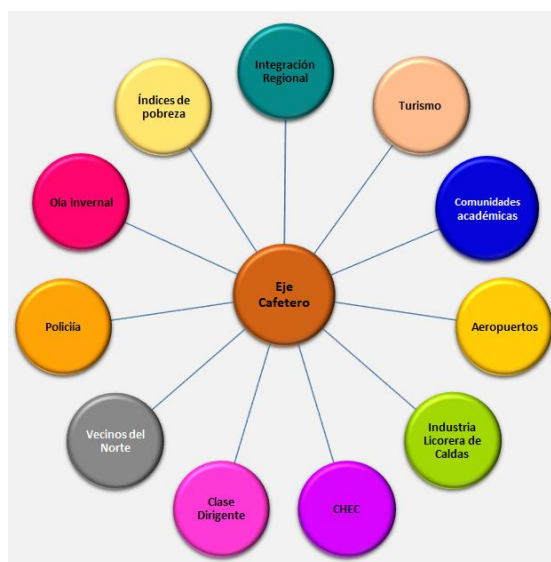 Integración
Regional
Turismo
Comunidades
académicas
Aeropuertos
Industria
Licorera de
Caldas
CHEC
Clase
Dirigente
Vecinos del
Norte
Policiía
Ola invernal
Índices de
pobreza
Eje
Cafetero